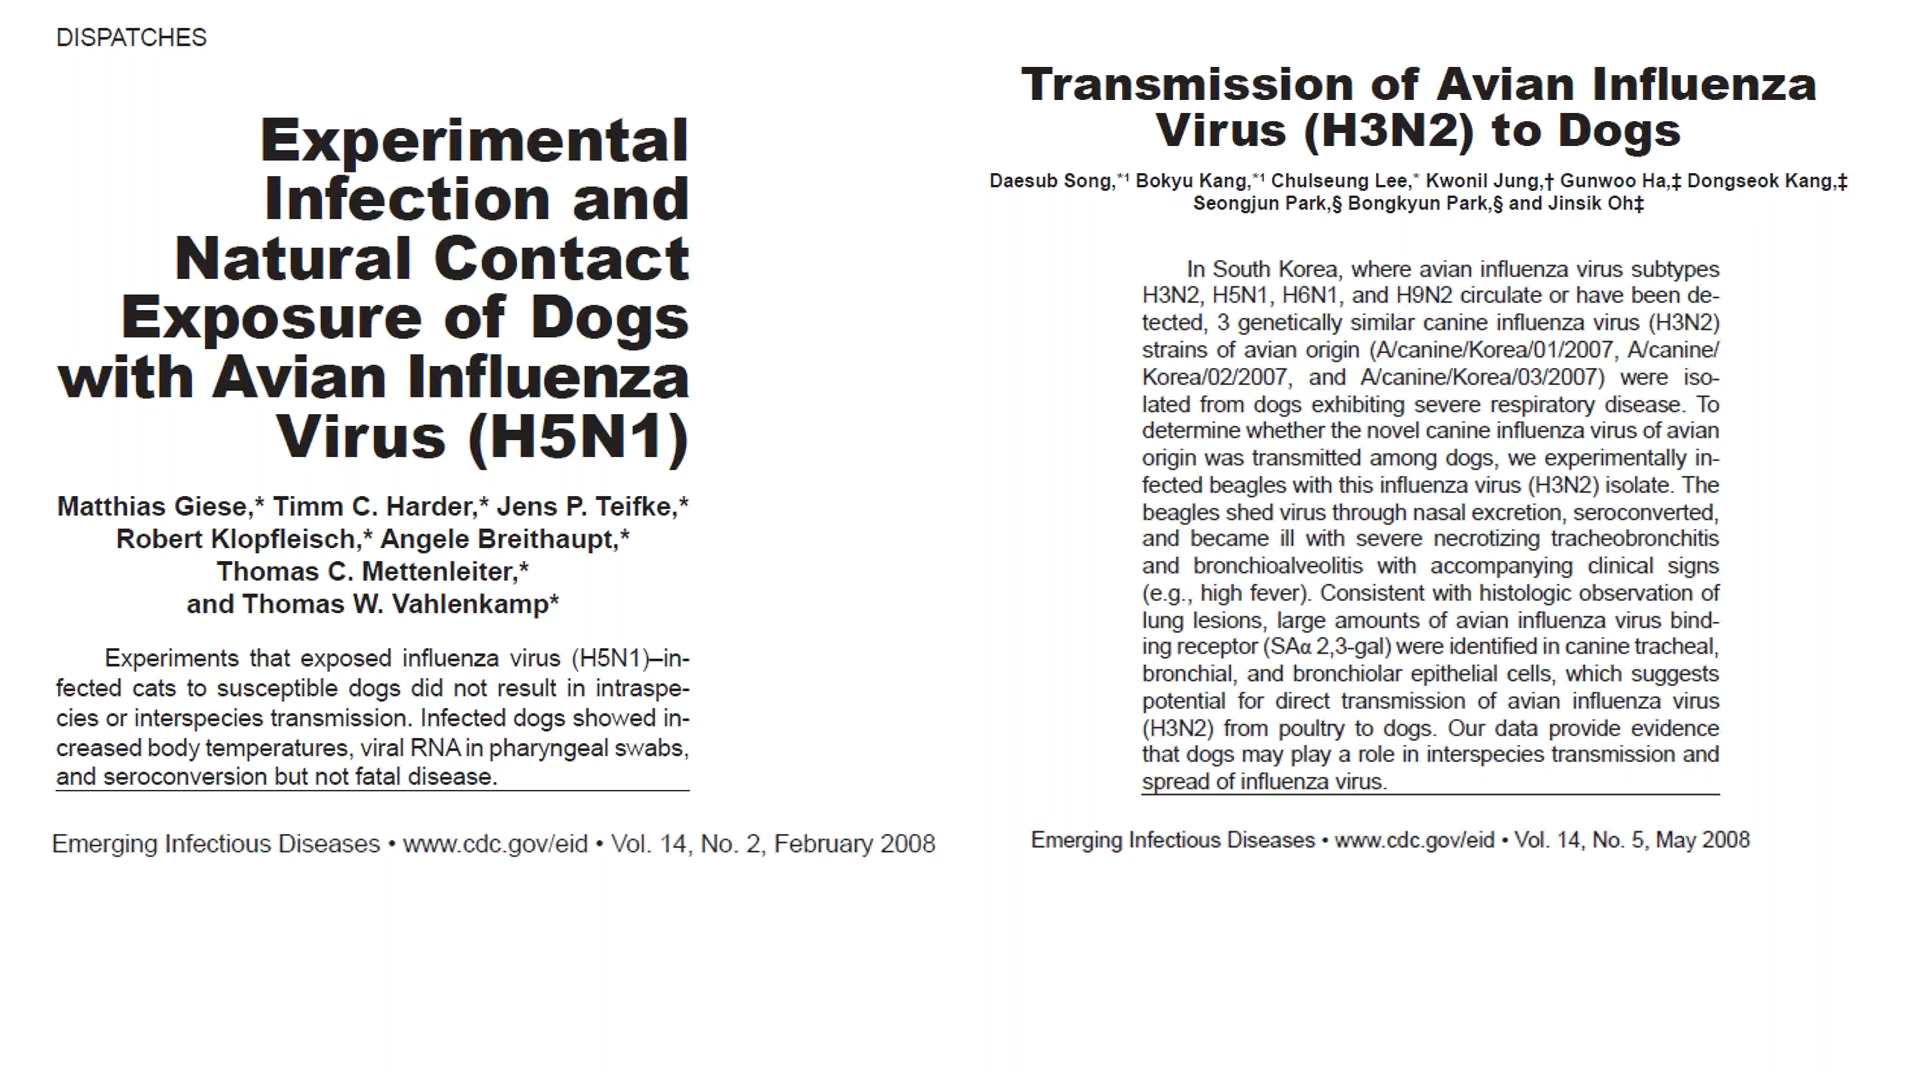 DISPATCHES
Experimental
Infection and
Natural Contact
Exposure of Dogs
with Avian Influenza
Virus (H5N1)
Matthias Giese,* Timm C. Harder,* Jens P. Teifke,*
Robert Klopfleisch,* Angele Breithaupt,*
Thomas C. Mettenleiter,*
and Thomas W. Vahlenkamp*
Experiments that exposed influenza virus (H5N1)–in-
fected cats to susceptible dogs did not result in intraspe-
cies or interspecies transmission. Infected dogs showed in-
creased body temperatures, viral RNA in pharyngeal swabs,
and seroconversion but not fatal disease.
Emerging Infectious Diseases • www.cdc.gov/eid • Vol. 14, No. 2, February 2008
Transmission of Avian Influenza
Virus (H3N2) to Dogs
Daesub Song,*¹ Bokyu Kang,*¹ Chulseung Lee,* Kwonil Jung,† Gunwoo Ha,‡ Dongseok Kang,‡
Seongjun Park,§ Bongkyun Park,§ and Jinsik Oh‡
In South Korea, where avian influenza virus subtypes
H3N2, H5N1, H6N1, and H9N2 circulate or have been de-
tected, 3 genetically similar canine influenza virus (H3N2)
strains of avian origin (A/canine/Korea/01/2007, A/canine/
Korea/02/2007, and A/canine/Korea/03/2007) were iso-
lated from dogs exhibiting severe respiratory disease. To
determine whether the novel canine influenza virus of avian
origin was transmitted among dogs, we experimentally in-
fected beagles with this influenza virus (H3N2) isolate. The
beagles shed virus through nasal excretion, seroconverted,
and became ill with severe necrotizing tracheobronchitis
and bronchioalveolitis with accompanying clinical signs
(e.g., high fever). Consistent with histologic observation of
lung lesions, large amounts of avian influenza virus bind-
ing receptor (SAα 2,3-gal) were identified in canine tracheal,
bronchial, and bronchiolar epithelial cells, which suggests
potential for direct transmission of avian influenza virus
(H3N2) from poultry to dogs. Our data provide evidence
that dogs may play a role in interspecies transmission and
spread of influenza virus.
Emerging Infectious Diseases • www.cdc.gov/eid • Vol. 14, No. 5, May 2008